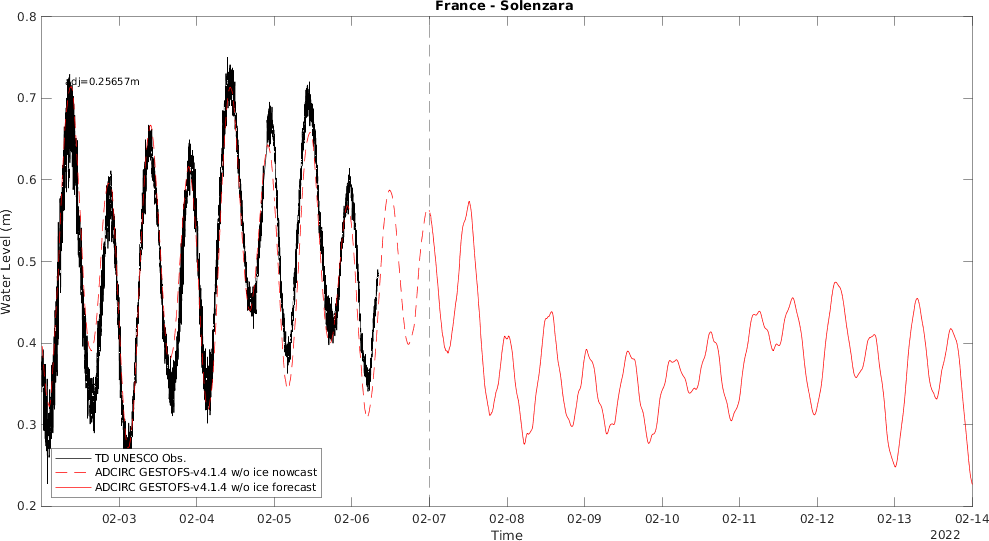 France - Solenzara
0.8
0.7
0.6
0.5
0.4
0.3
0.2
Water Level (m)
adj=0.25657m
TD UNESCO Obs.
ADCIRC GESTOFS-v4.1.4 w/o ice nowcast
ADCIRC GESTOFS-v4.1.4 w/o ice forecast
02-03 02-04 02-05 02-06 02-07 02-08 02-09 02-10 02-11 02-12 02-13 02-14
Time
2022